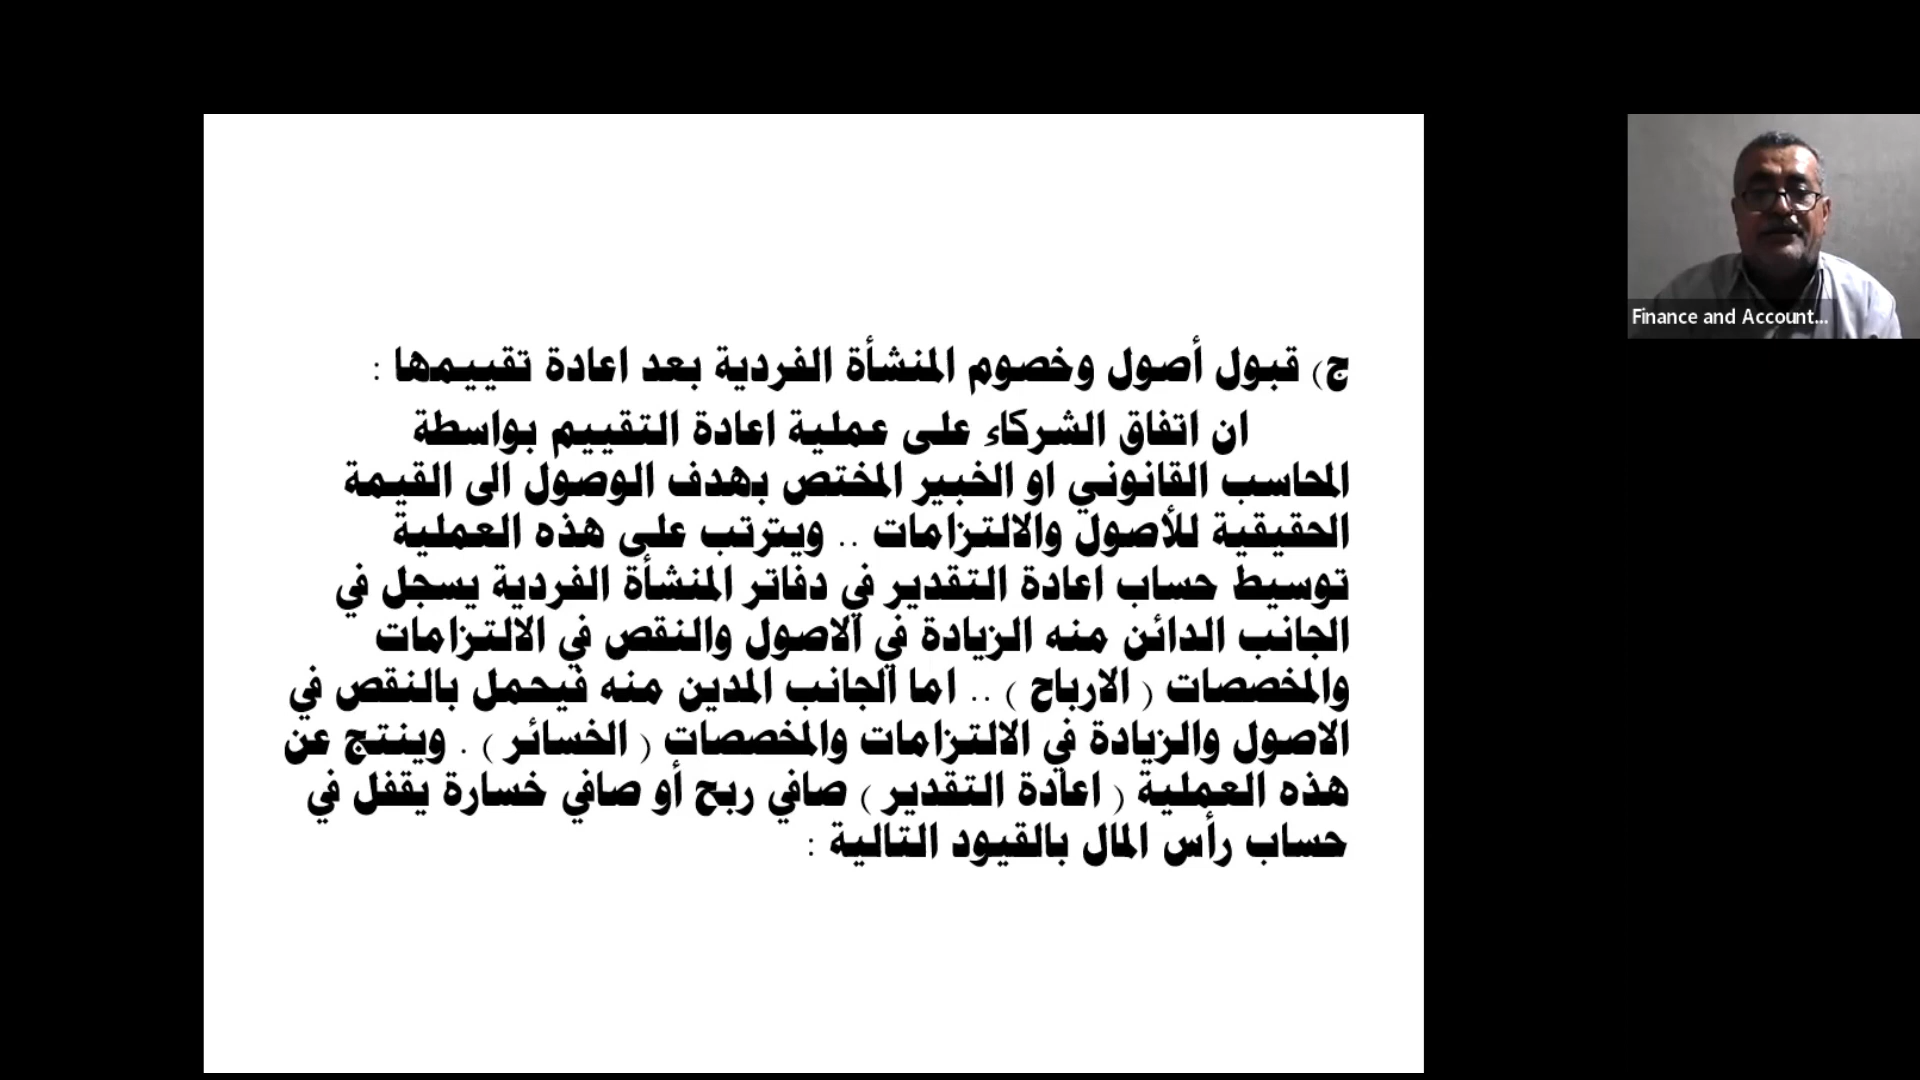 ج) قبول أصول وخصوم المنشأة الفردية بعد اعادة تقييمها :
ان اتفاق الشركاء على عملية اعادة التقييم بواسطة
المحاسب القانوني او الخبير المختص بهدف الوصول الى القيمة
الحقيقية للأصول والالتزامات .. ويترتب على هذه العملية
توسيط حساب اعادة التقدير في دفاتر المنشأة الفردية يسجل في
الجانب الدائن منه الزيادة في الاصول والنقص في الالتزامات
والمخصصات ( الارباح ) .. اما الجانب المدين منه فيحمل بالنقص في
الاصول والزيادة في الالتزامات والمخصصات ( الخسائر ) . وينتج عن
هذه العملية ( اعادة التقدير ) صافي ربح أو صافي خسارة يقفل في
حساب رأس المال بالقيود التالية :
Finance and Account...